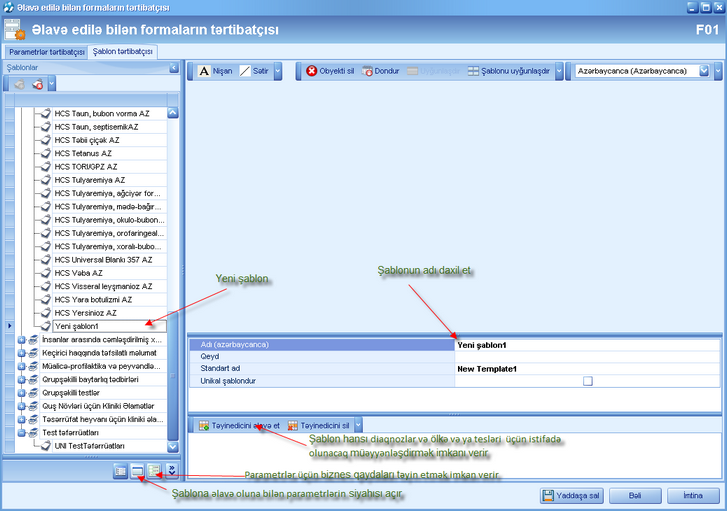 Əlavə edilə bilən formaların tərtibatçısı
Əlavə edilə bilən formaların tərtibatçısı
F01
Parametrlər tərtibatçısı
Şablon tərtibatçısı
Şablonlar
A Nişan
Sətir
Obyekti sil
Dondur
Şablonu uyğunlaşdır
Azərbaycanca (Azərbaycanca)
HCS Taun, bubon vorma AZ
HCS Taun, septisemikAZ
HCS Təbii çiçək AZ
HCS Tetanus AZ
HCS TORI/GPZ AZ
HCS Tulyaremiya AZ
HCS Tulyaremiya, ağciyər for...
HCS Tulyaremiya, mədə-bağır...
HCS Tulyaremiya, okulo-bubon...
HCS Tulyaremiya, orofaringeal...
HCS Tulyaremiya, xoralı-bubo...
HCS Universal Blankı 357 AZ
HCS Vəba AZ
HCS Visseral leyşmanioz AZ
HCS Yara botulizmi AZ
HCS Yersinioz AZ
Yeni şablon1
İnsanlar arasında cəmləşdirilmiş x...
Keçirici haqqında təfsilatlı məlumat
Müalicə-profilaktika və peyvəndlə...
Qrupşəkilli baytarlıq tədbirləri
Qrupşəkilli testlər
Quş Növləri üçün Kliniki Əlamətlər
Təsərrüfat heyvanı üçün kliniki əla...
Test təfərrüatları
UNI TestTəfərrüatları
Yeni şablon
Şablonun adı daxil et
Adı (azərbaycanca)
Yeni şablon1
Qeyd
Standart ad
New Template1
Unikal şablondur
Təyinedicini əlavə et
Təyinedicini sil
Şablon hansı diaqnozlar və ölkə və ya tesləri üçün istifadə
olunacaq müəyyənləşdirmək imkanı verir
Parametrlər üçün biznes qaydaları təyin etmək imkan verir
Şablona əlavə oluna bilən parametrlərin siyahısı açır
Yaddaşa sal
Bəli
İmtina